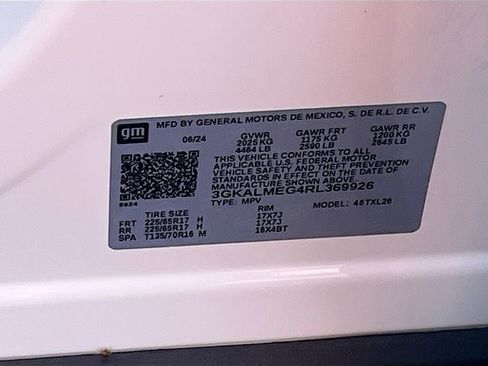 gm
MFD BY GENERAL MOTORS DE MEXICO, S. DE R.L. DE C.V.
06/24 GVWR GAWR FRT GAWR RR
2025 KG 1175 KG 1200 KG
4464 LB 2590 LB 2645 LB
THIS VEHICLE CONFORMS TO ALL
APPLICABLE U.S. FEDERAL MOTOR
VEHICLE SAFETY AND THEFT PREVENTION
STANDARDS IN EFFECT ON THE DATE OF
MANUFACTURE SHOWN ABOVE.
3GKALMEG4RL369926
TYPE: MPV MODEL: 46TXL26
TIRE SIZE RIM
FRT 225/65R17 H 17X7J
RR 225/65R17 H 17X7J
SPA T135/70R16 M 16X4BT